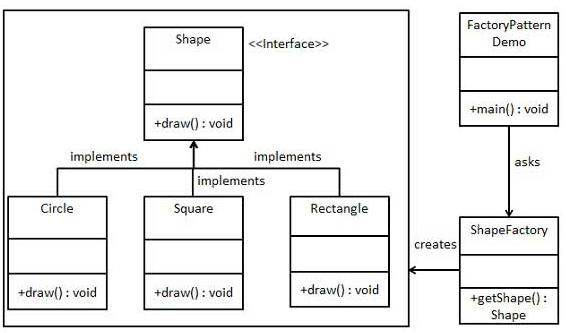 Shape
<<Interface>>
+draw() : void
FactoryPattern
Demo
+main() : void
implements
implements
implements
asks
Circle
+draw() : void
Square
+draw() : void
Rectangle
+draw() : void
creates
ShapeFactory
+getShape() :
Shape